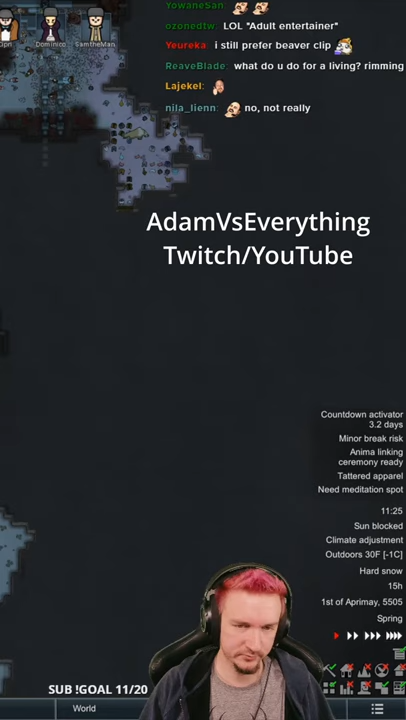 YowaneSan:
ozonedtw: LOL "Adult entertainer"
Yeureka: i still prefer beaver clip
ReaveBlade: what do u do for a living? rimming
Lajekel:
nila_lienn: no, not really
Dominico
SamtheMan
AdamVsEverything
Twitch/YouTube
Countdown activator
3.2 days
Minor break risk
Anima linking
ceremony ready
Tattered apparel
Need meditation spot
11:25
Sun blocked
Climate adjustment
Outdoors 30F [-1C]
Hard snow
15h
1st of Aprimay, 5505
Spring
SUB !GOAL 11/20
World